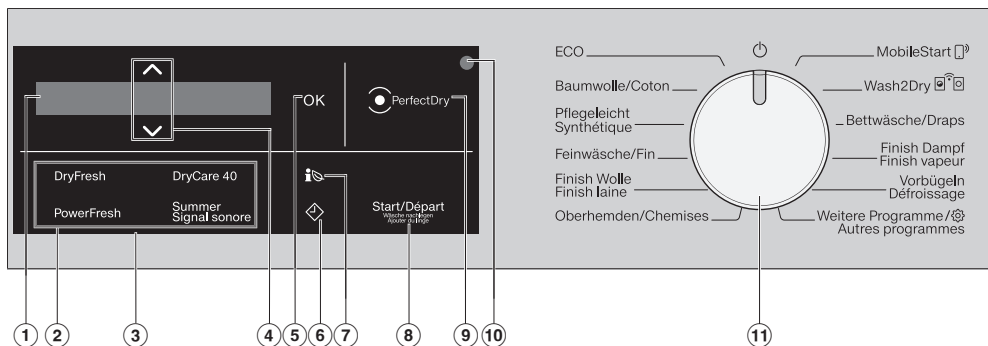 OK
PerfectDry
DryFresh
DryCare 40
PowerFresh
Summer
Signal sonore
Start/Départ
Wäsche nachlegen
Ajouter du linge
ECO
Baumwolle/Coton
Pflegeleicht
Synthétique
Feinwäsche/Fin
Finish Wolle
Finish laine
Oberhemden/Chemises
MobileStart
Wash2Dry
Bettwäsche/Draps
Finish Dampf
Finish vapeur
Vorbügeln
Défroissage
Weitere Programme/
Autres programmes
1 2 3 4 5 6 7 8 9 10 11